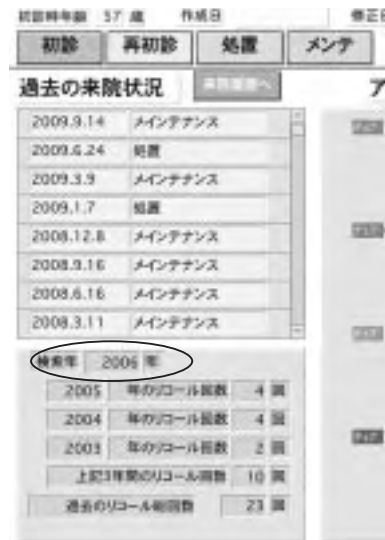 初診時年齢 57 歳 作成日 修正日
初診 再初診 処置 メンテ
過去の来院状況
2009.9.14 メインテナンス
2009.6.24 処置
2009.3.9 メインテナンス
2009.1.7 処置
2008.12.8 メインテナンス
2008.9.16 メインテナンス
2008.6.16 メインテナンス
2008.3.11 メインテナンス
検索年 2006 年
2005 年のリコール回数 4 回
2004 年のリコール回数 4 回
2003 年のリコール回数 2 回
上記3年間のリコール回数 10 回
過去のリコール総回数 23 回